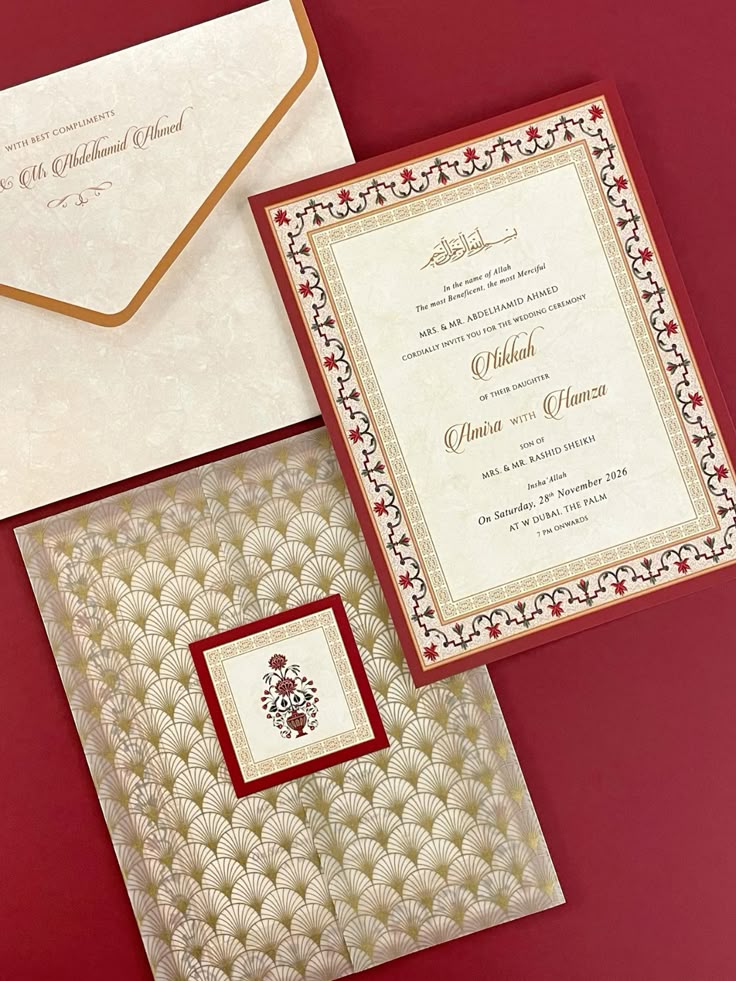 WITH BEST COMPLIMENTS
& Mr Abdelhamid Ahmed
بسم الله الرحمن الرحيم
In the name of Allah
The most Beneficent, the most Merciful
MRS. & MR. ABDELHAMID AHMED
CORDIALLY INVITE YOU FOR THE WEDDING CEREMONY
Nikkah
OF THEIR DAUGHTER
Amira WITH Hamza
SON OF
MRS. & MR. RASHID SHEIKH
Insha'Allah
On Saturday, 28th November 2026
AT W DUBAI, THE PALM
7 PM ONWARDS